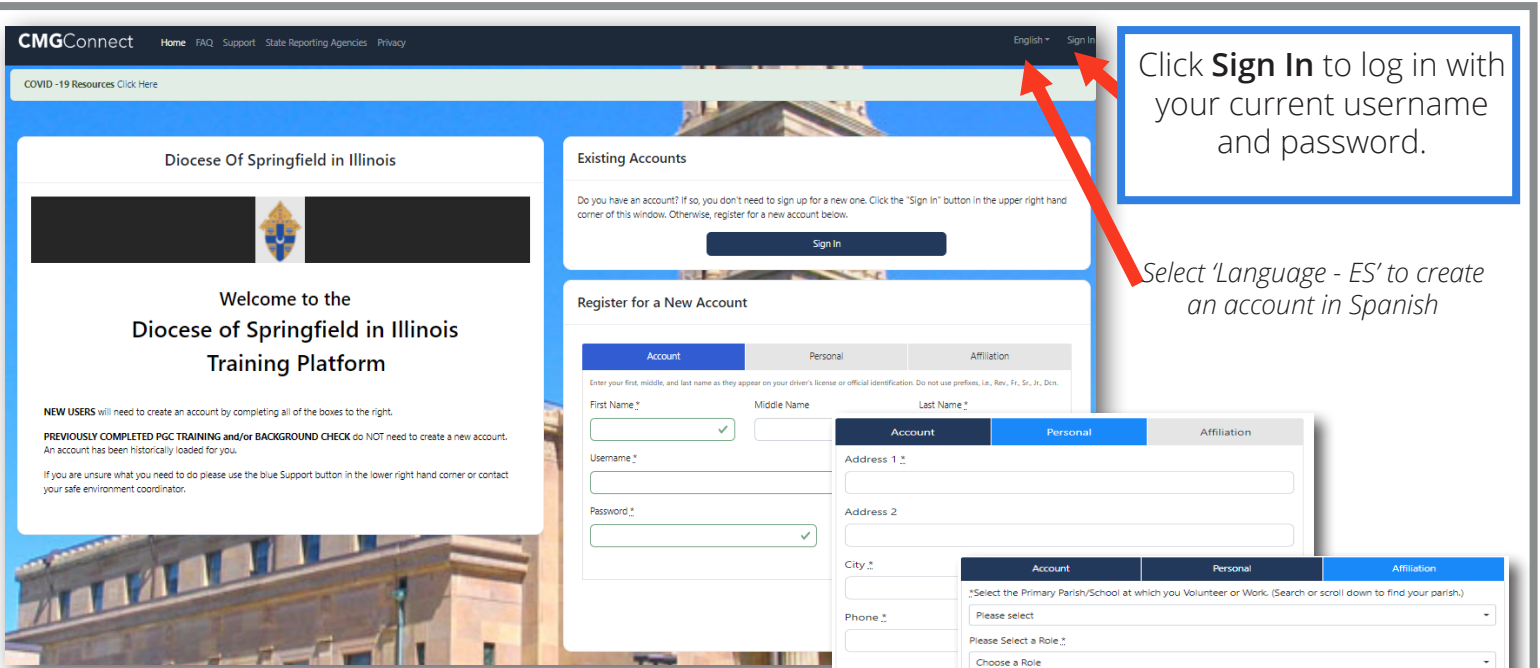 CMGConnect Home FAQ Support State Reporting Agencies Privacy English Sign In
COVID -19 Resources Click Here
Diocese Of Springfield in Illinois
Welcome to the
Diocese of Springfield in Illinois
Training Platform
NEW USERS will need to create an account by completing all of the boxes to the right.
PREVIOUSLY COMPLETED PGC TRAINING and/or BACKGROUND CHECK do NOT need to create a new account.
An account has been historically loaded for you.
If you are unsure what you need to do please use the blue Support button in the lower right hand corner or contact
your safe environment coordinator.
Existing Accounts
Do you have an account? If so, you don't need to sign up for a new one. Click the "Sign In" button in the upper right hand
corner of this window. Otherwise, register for a new account below.
Sign In
Register for a New Account
Account Personal Affiliation
Enter your first, middle, and last name as they appear on your driver's license or official identification. Do not use prefixes, i.e., Rev., Fr., Sr., Jr., Dcn.
First Name * Middle Name Last Name *
Username *
Password *
Account Personal Affiliation
Address 1 *
Address 2
City *
Phone *
Account Personal Affiliation
*Select the Primary Parish/School at which you Volunteer or Work. (Search or scroll down to find your parish.)
Please select
Please Select a Role *
Choose a Role
Click Sign In to log in with
your current username
and password.
Select ‘Language - ES’ to create
an account in Spanish